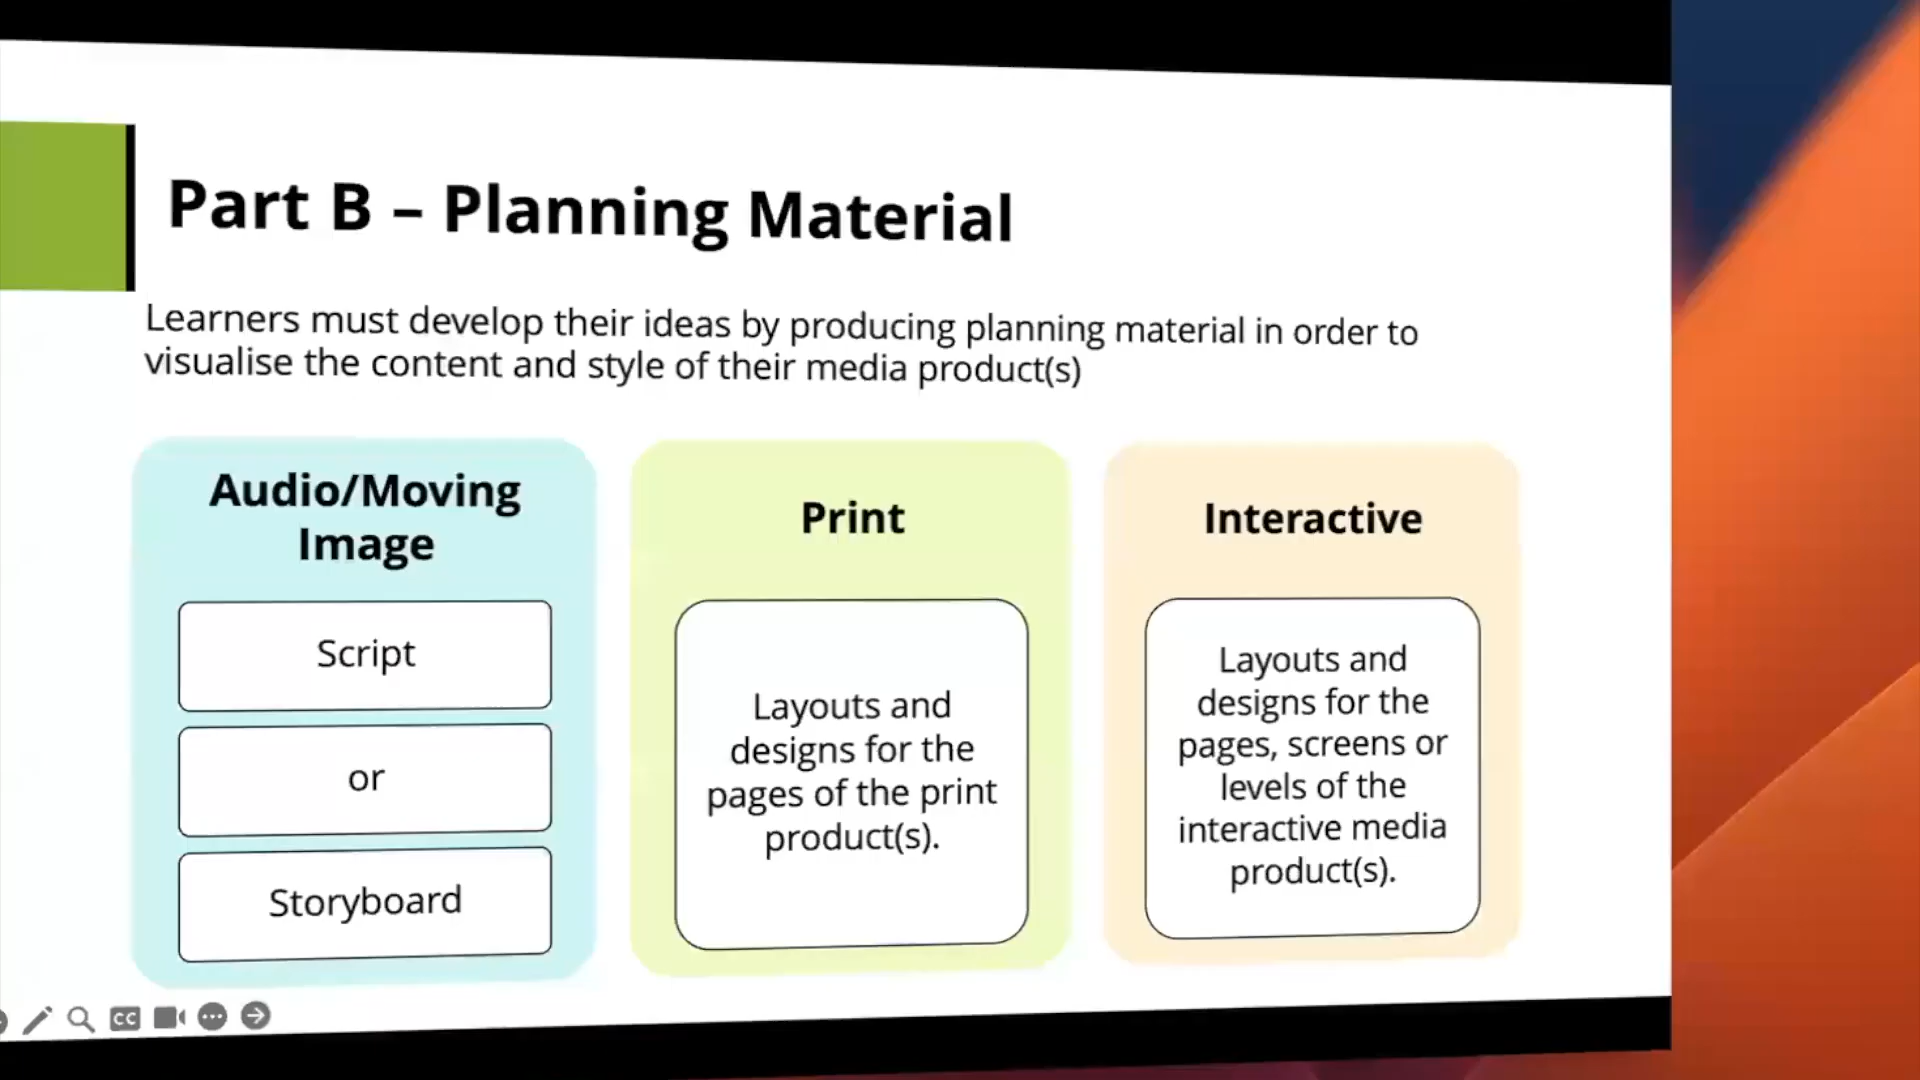 Part B – Planning Material
Learners must develop their ideas by producing planning material in order to
visualise the content and style of their media product(s)
Audio/Moving
Image
Script
or
Storyboard
Print
Layouts and
designs for the
pages of the print
product(s).
Interactive
Layouts and
designs for the
pages, screens or
levels of the
interactive media
product(s).
CC